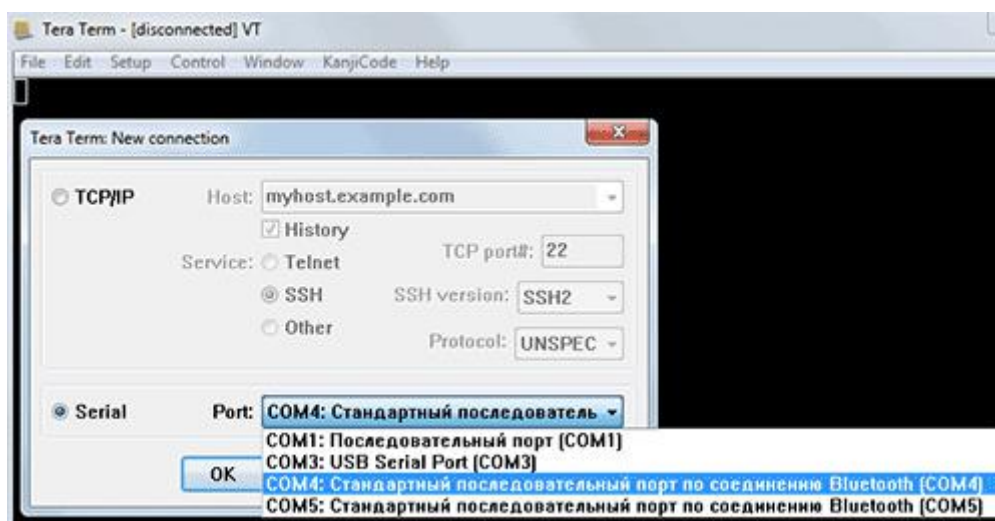 Tera Term - [disconnected] VT
File Edit Setup Control Window KanjiCode Help
Tera Term: New connection
TCP/IP Host: myhost.example.com
History
Service: Telnet TCP port#: 22
SSH SSH version: SSH2
Other Protocol: UNSPEC
Serial Port: COM4: Стандартный последователь
COM1: Последовательный порт (COM1)
OK COM3: USB Serial Port (COM3)
COM4: Стандартный последовательный порт по соединению Bluetooth (COM4)
COM5: Стандартный последовательный порт по соединению Bluetooth (COM5)